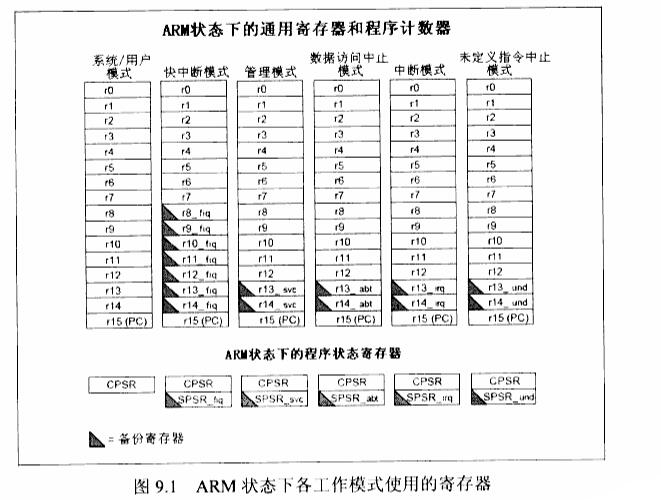 ARM状态下的通用寄存器和程序计数器
系统/用户模式 快中断模式 管理模式 数据访问中止模式 中断模式 未定义指令中止模式
r0 r0 r0 r0 r0 r0
r1 r1 r1 r1 r1 r1
r2 r2 r2 r2 r2 r2
r3 r3 r3 r3 r3 r3
r4 r4 r4 r4 r4 r4
r5 r5 r5 r5 r5 r5
r6 r6 r6 r6 r6 r6
r7 r7 r7 r7 r7 r7
r8 r8_fiq r8 r8 r8 r8
r9 r9_fiq r9 r9 r9 r9
r10 r10_fiq r10 r10 r10 r10
r11 r11_fiq r11 r11 r11 r11
r12 r12_fiq r12 r12 r12 r12
r13 r13_fiq r13_svc r13_abt r13_irq r13_und
r14 r14_fiq r14_svc r14_abt r14_irq r14_und
r15 (PC) r15 (PC) r15 (PC) r15 (PC) r15 (PC) r15 (PC)
ARM状态下的程序状态寄存器
CPSR CPSR CPSR CPSR CPSR CPSR
SPSR_fiq SPSR_svc SPSR_abt SPSR_irq SPSR_und
= 备份寄存器
图 9.1 ARM 状态下各工作模式使用的寄存器